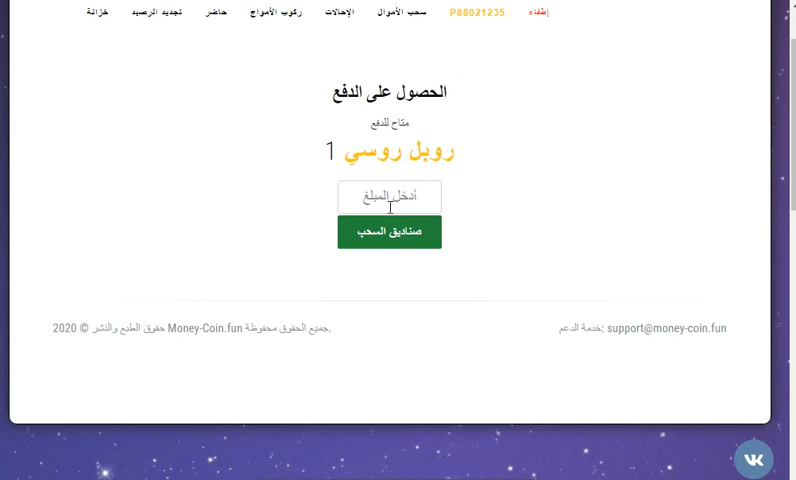 إطفاء P88021235 سحب الأموال الإحالات ركوب الأمواج حاضر تجديد الرصيد خزانة
الحصول على الدفع
متاح للدفع
روبل روسي 1
أدخل المبلغ
صناديق السحب
حقوق الطبع والنشر © 2020 Money-Coin.fun جميع الحقوق محفوظة.
خدمة الدعم: support@money-coin.fun